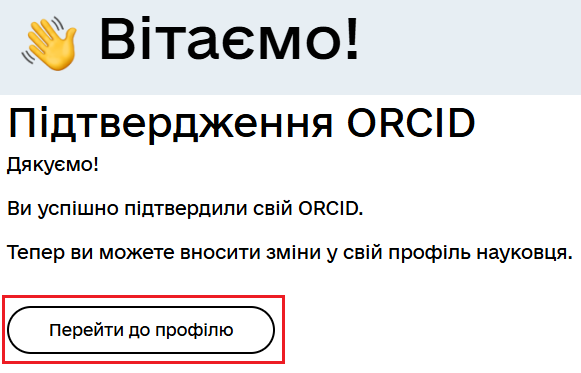 Вітаємо!
Підтвердження ORCID
Дякуємо!
Ви успішно підтвердили свій ORCID.
Тепер ви можете вносити зміни у свій профіль науковця.
Перейти до профілю